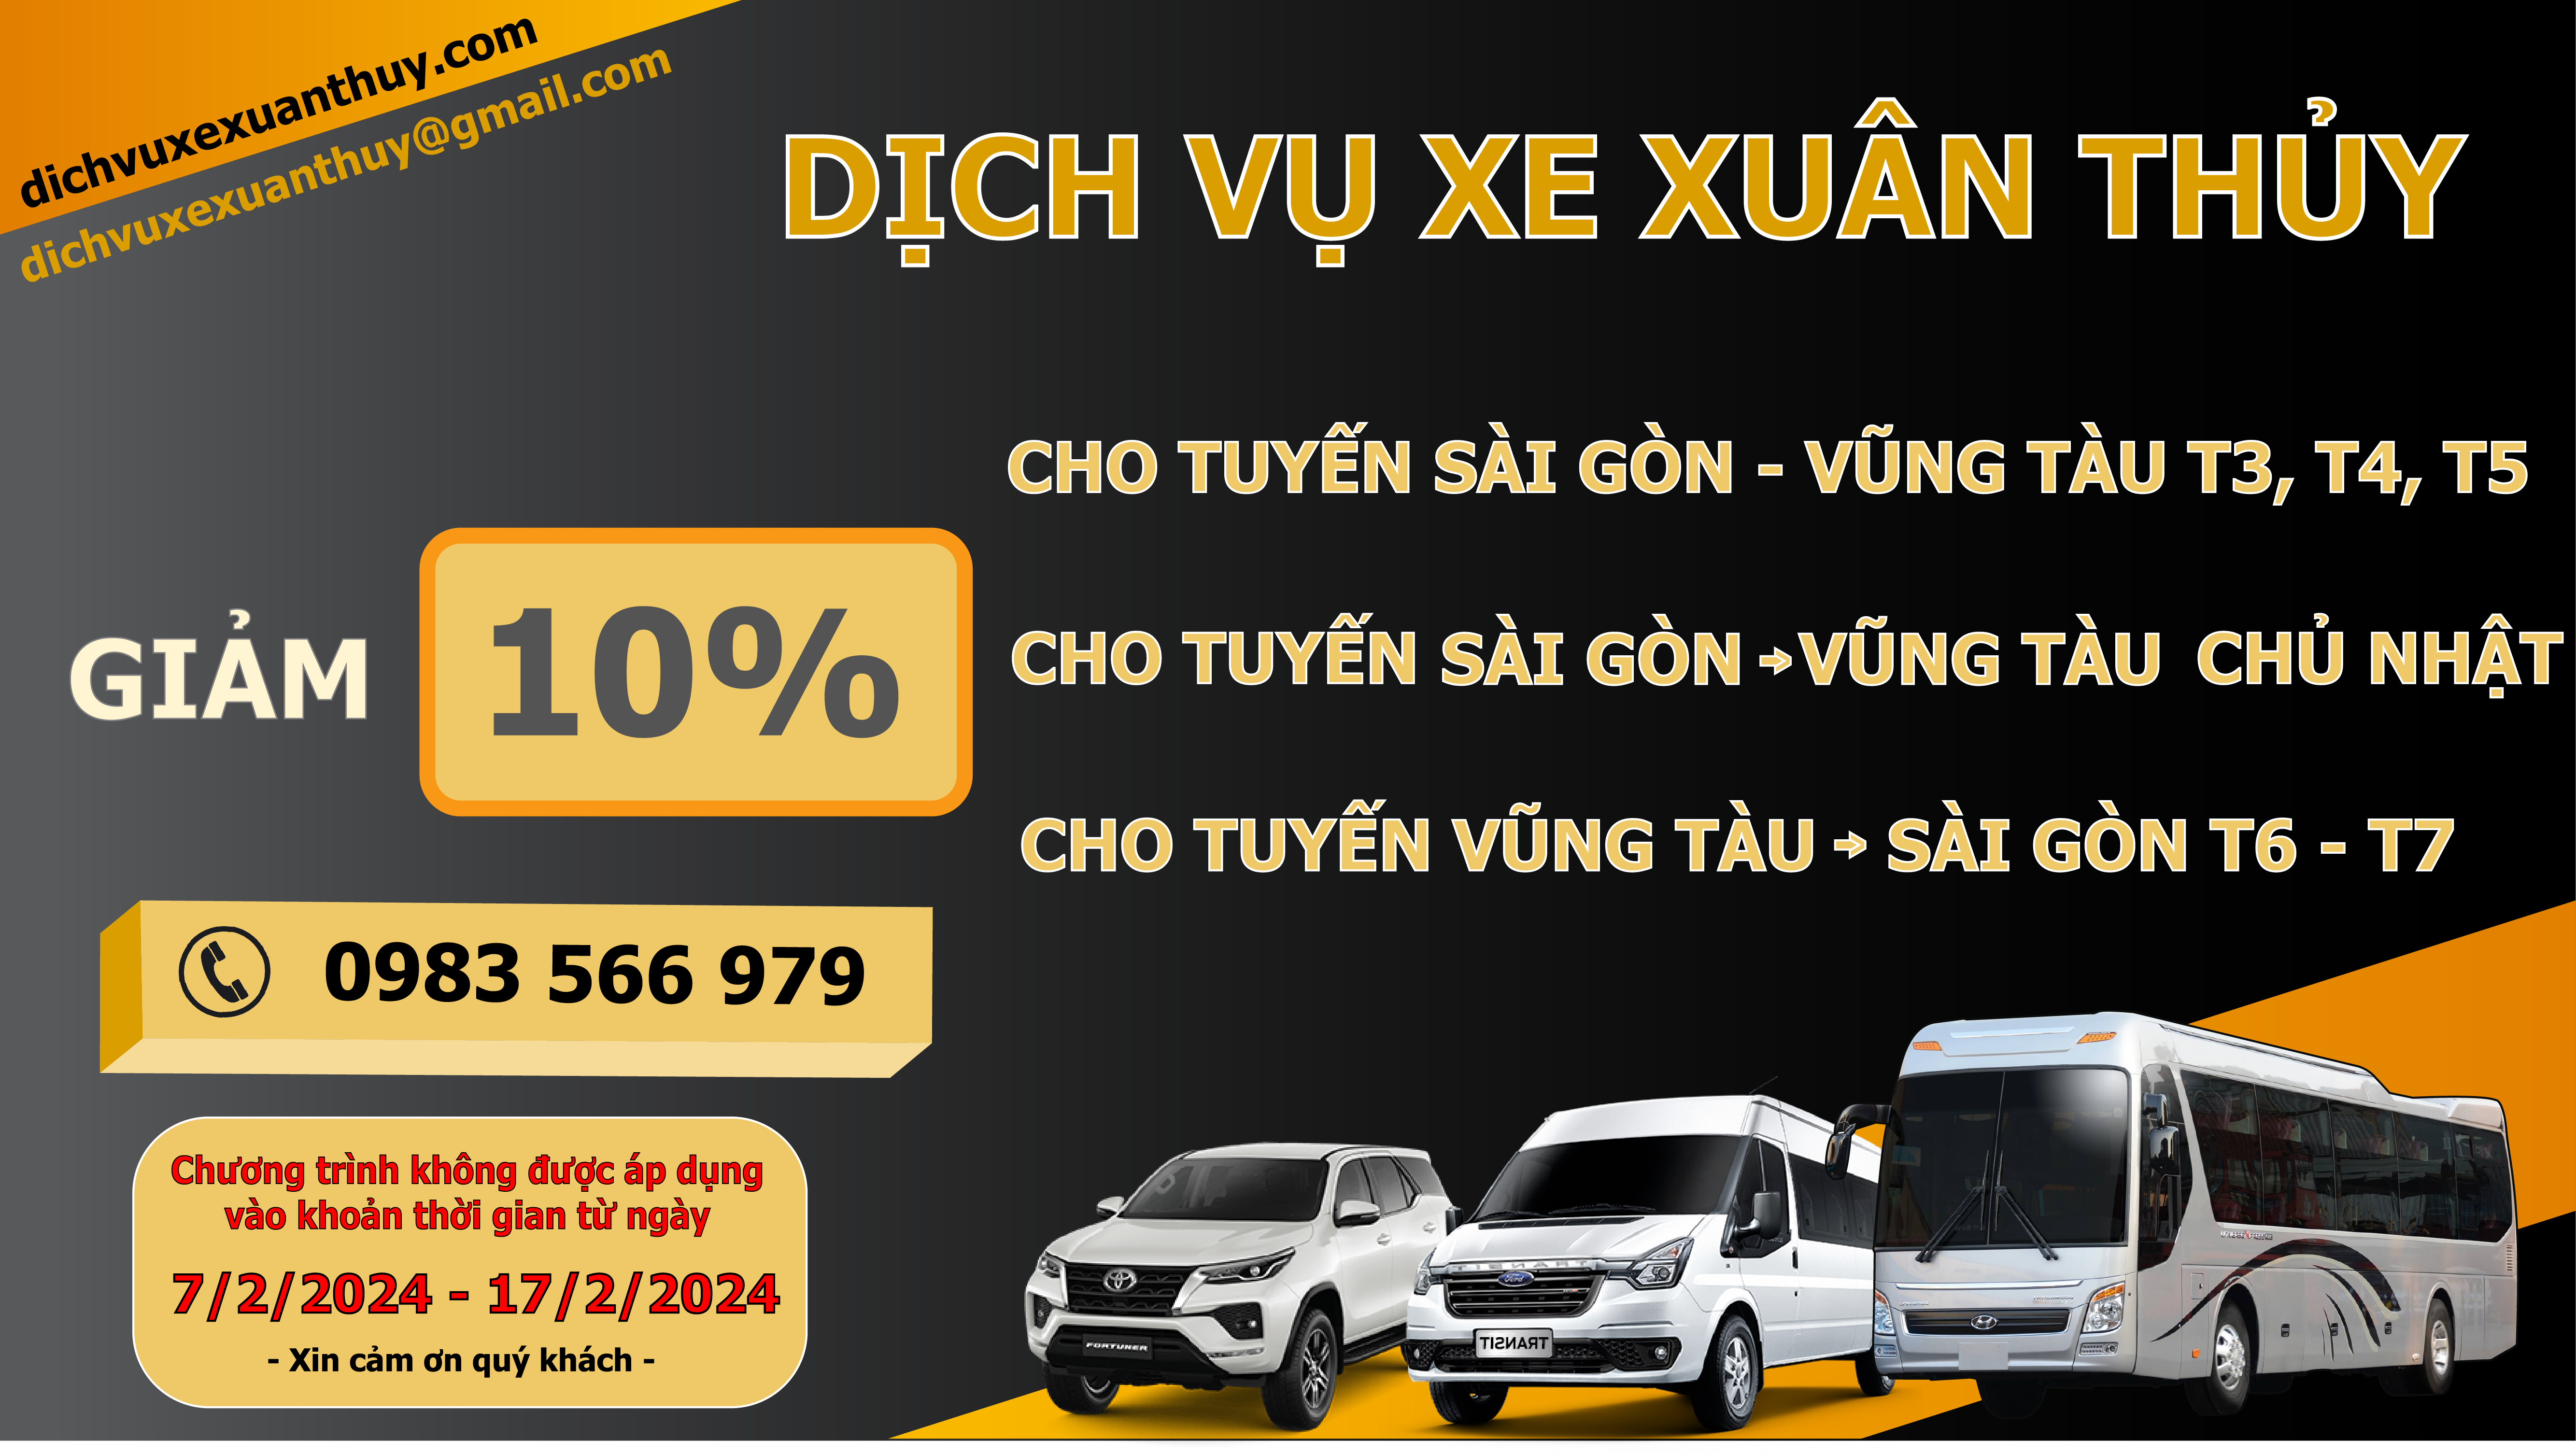 dichvuxexuanthuy.com
dichvuxexuanthuy@gmail.com
DỊCH VỤ XE XUÂN THỦY
CHO TUYẾN SÀI GÒN - VŨNG TÀU T3, T4, T5
GIẢM 10%
CHO TUYẾN SÀI GÒN → VŨNG TÀU CHỦ NHẬT
CHO TUYẾN VŨNG TÀU → SÀI GÒN T6 - T7
0983 566 979
Chương trình không được áp dụng
vào khoản thời gian từ ngày
7/2/2024 - 17/2/2024
- Xin cảm ơn quý khách -
FORTUNER
TRANSIT
Ford
TRANSIT